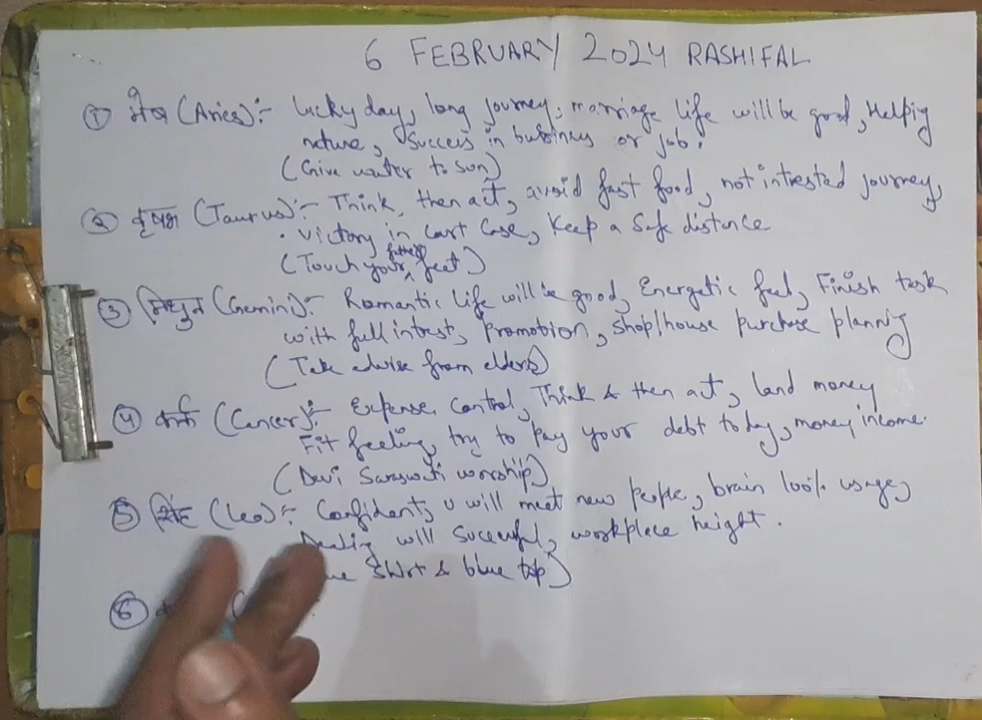 6 FEBRUARY 2024 RASHIFAL
① मेष (Aries):- Lucky day, long journey, marriage life will be good, Helping
nature, Success in business or job.
(Give water to Sun)
② वृषभ (Taurus):- Think, then act, avoid fast food, not intrested journey,
. Victory in court case, Keep a safe distance
(Touch your father feet)
③ मिथुन (Gemini):- Romantic life will be good, Energetic feel, Finish task
with full intrest, Promotion, shop/house purchase planning
(Take advise from elders)
④ कर्क (Cancer):- Expense control, Think & then act, land money
Fit feeling, try to pay your debt today, money income.
(Devi Saraswati worship)
⑤ सिंह (Leo):- Confident, u will meet new people, brain 100% usage,
will sucessful, workplace height.
shirt & blue top)
⑥